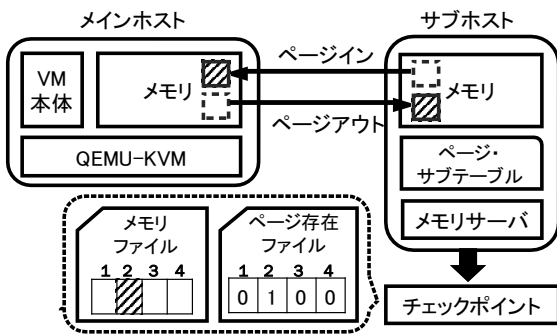 メインホスト
サブホスト
VM
本体
メモリ
ページイン
ページアウト
メモリ
QEMU-KVM
ページ・
サブテーブル
メモリサーバ
メモリ
ファイル
1 2 3 4
ページ存在
ファイル
1 2 3 4
0 1 0 0
チェックポイント